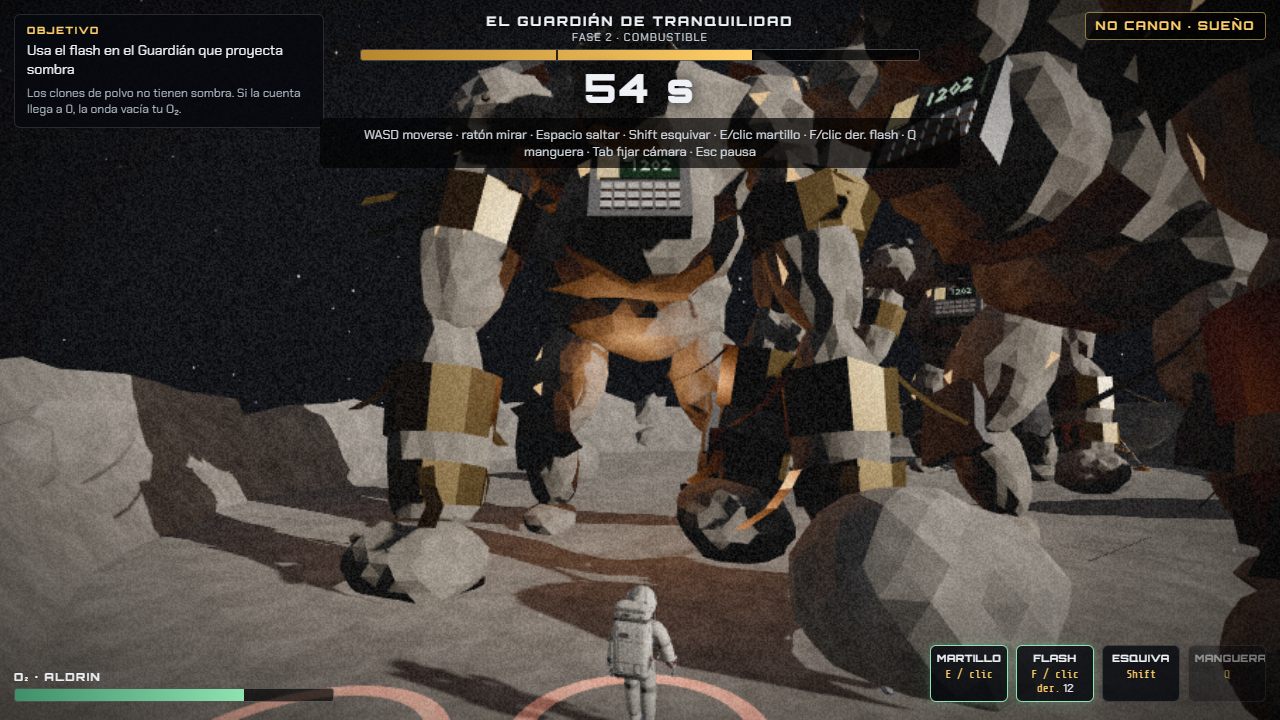 OBJETIVO
Usa el flash en el Guardián que proyecta
sombra
Los clones de polvo no tienen sombra. Si la cuenta
llega a 0, la onda vacía tu O₂.
EL GUARDIÁN DE TRANQUILIDAD
FASE 2 · COMBUSTIBLE
54 s
NO CANON · SUEÑO
WASD moverse · ratón mirar · Espacio saltar · Shift esquivar · E/clic martillo · F/clic der. flash · Q
manguera · Tab fijar cámara · Esc pausa
1202
1202
1202
O₂ · ALDRIN
MARTILLO
E / clic
FLASH
F / clic
der. 12
ESQUIVA
Shift
MANGUERA
Q